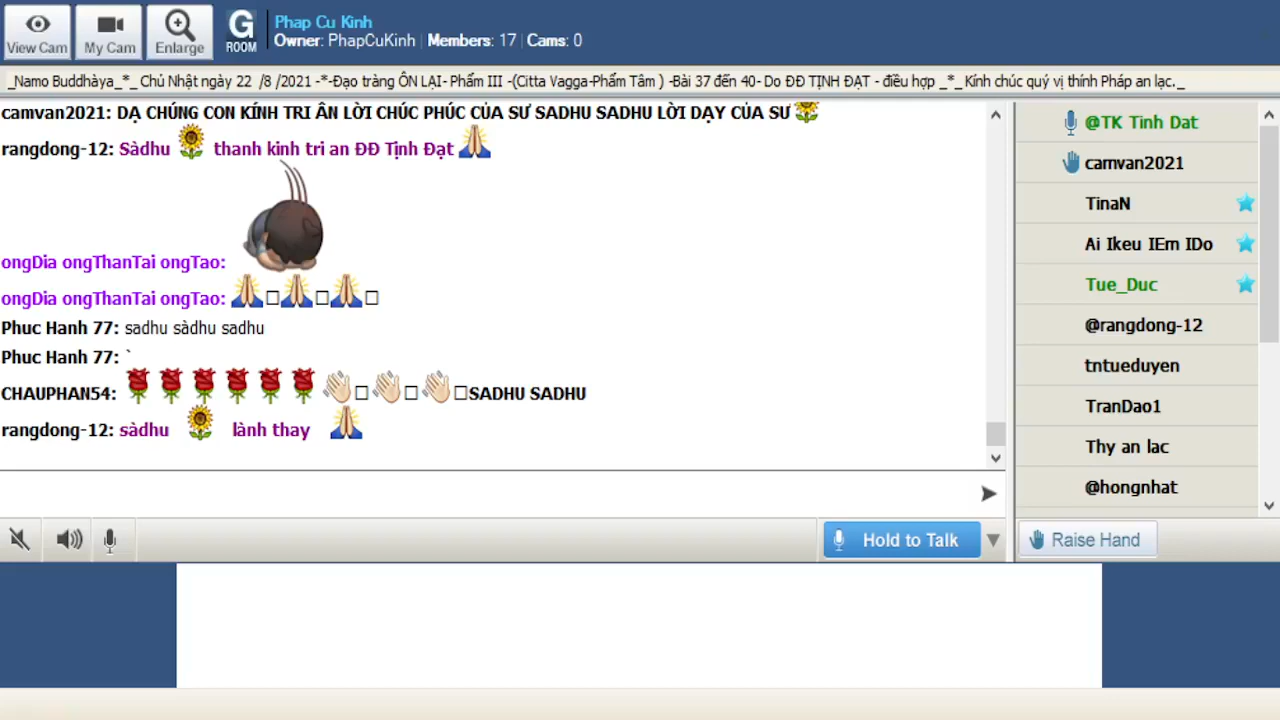 View Cam
My Cam
Enlarge
G
ROOM
Phap Cu Kinh
Owner: PhapCuKinh | Members: 17 | Cams: 0
_Namo Buddhàya_*_ Chủ Nhật ngày 22 /8 /2021 -*-Đạo tràng ÔN LẠI- Phẩm III -(Citta Vagga-Phẩm Tâm ) -Bài 37 đến 40- Do ĐĐ TỊNH ĐẠT - điều hợp _*_ Kính chúc quý vị thính Pháp an lạc._
camvan2021: DẠ CHÚNG CON KÍNH TRI ÂN LỜI CHÚC PHÚC CỦA SƯ SADHU SADHU LỜI DẠY CỦA SƯ
rangdong-12: Sàdhu thanh kinh tri an ĐĐ Tịnh Đạt
ongDia ongThanTai ongTao:
ongDia ongThanTai ongTao:
Phuc Hanh 77: sadhu sàdhu sadhu
Phuc Hanh 77: `
CHAUPHAN54: SADHU SADHU
rangdong-12: sàdhu lành thay
@TK Tinh Dat
camvan2021
TinaN
Ai Ikeu IEm IDo
Tue_Duc
@rangdong-12
tntueduyen
TranDao1
Thy an lac
@hongnhat
Hold to Talk
Raise Hand